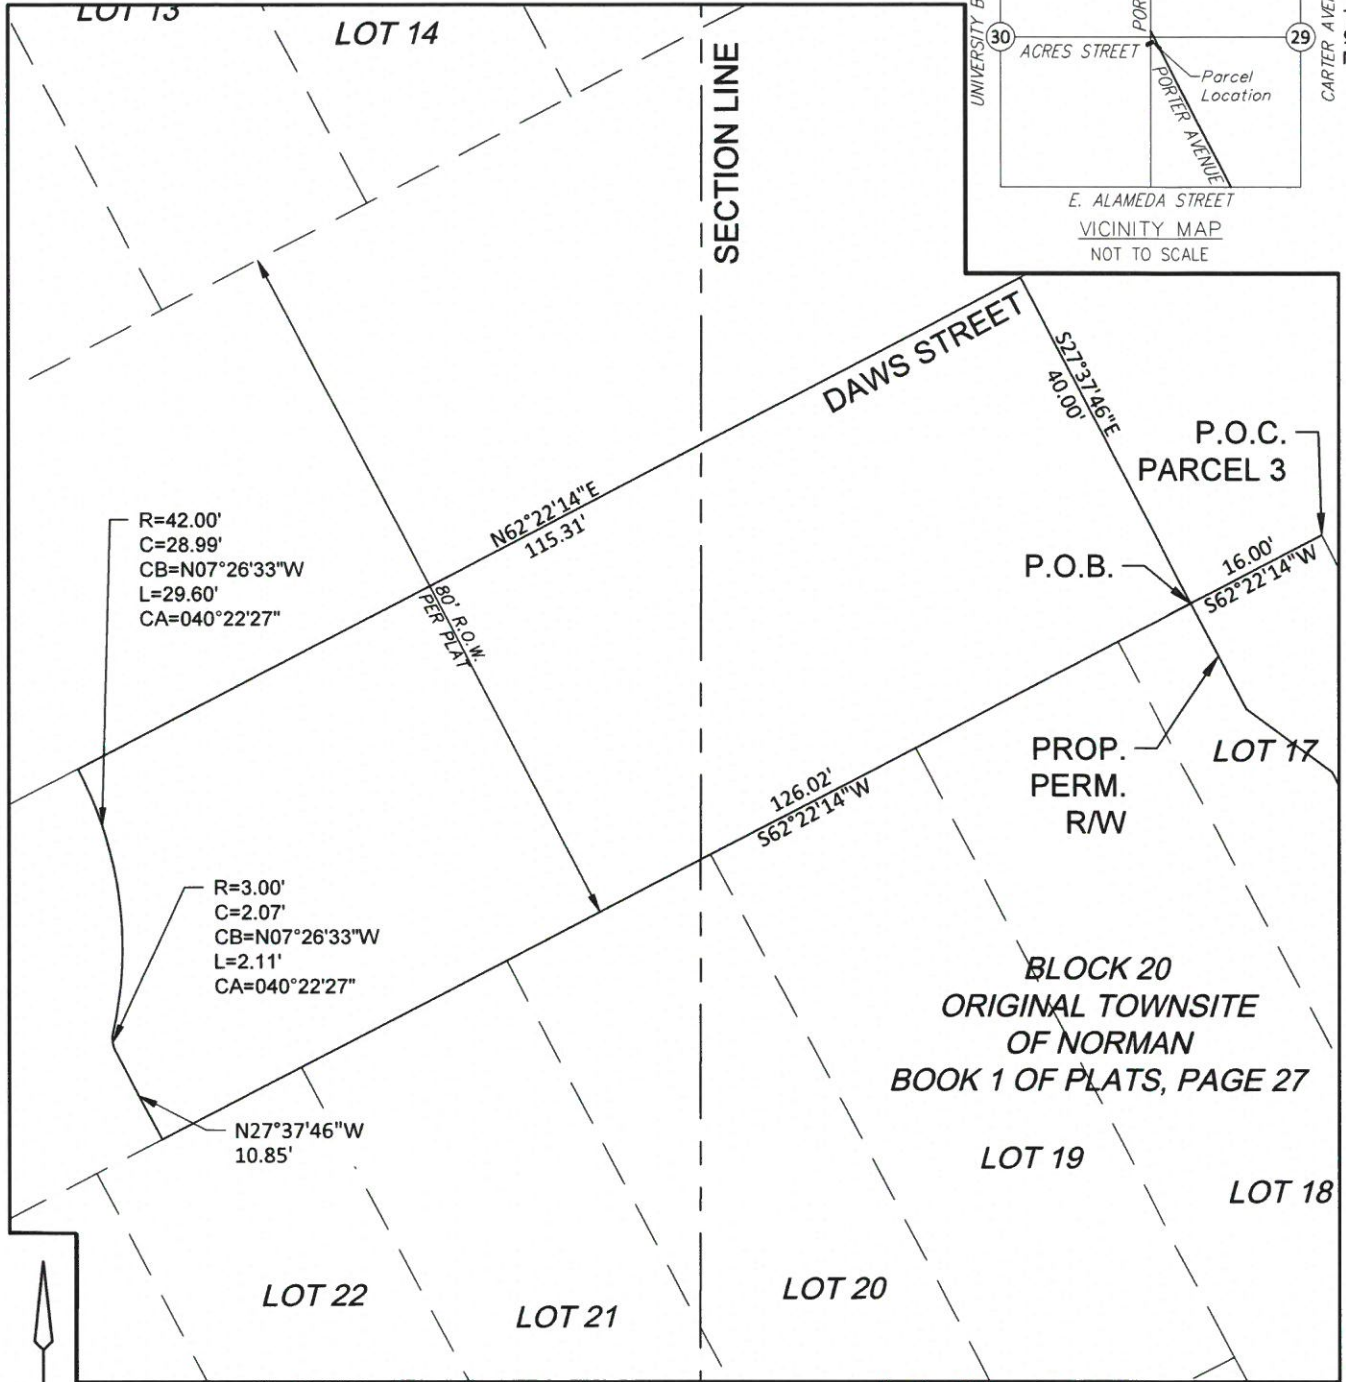 LOT 13
LOT 14
SECTION LINE
30
29
ACRES STREET
Parcel
Location
PORTER AVENUE
E. ALAMEDA STREET
VICINITY MAP
NOT TO SCALE
DAWS STREET
S27°37'46"E
40.00'
P.O.C.
PARCEL 3
R=42.00'
C=28.99'
CB=N07°26'33"W
L=29.60'
CA=040°22'27"
N62°22'14"E
115.31'
P.O.B.
16.00'
S62°22'14"W
80' R.O.W.
PER PLAT
PROP.
PERM.
R/W
LOT 17
126.02'
S62°22'14"W
R=3.00'
C=2.07'
CB=N07°26'33"W
L=2.11'
CA=040°22'27"
BLOCK 20
ORIGINAL TOWNSITE
OF NORMAN
BOOK 1 OF PLATS, PAGE 27
N27°37'46"W
10.85'
LOT 19
LOT 18
LOT 22
LOT 21
LOT 20
UNIVERSITY
CARTER